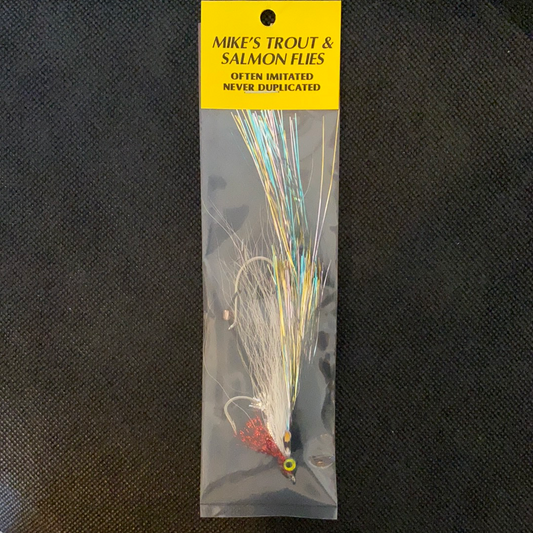 MIKE'S TROUT &
SALMON FLIES
OFTEN IMITATED
NEVER DUPLICATED